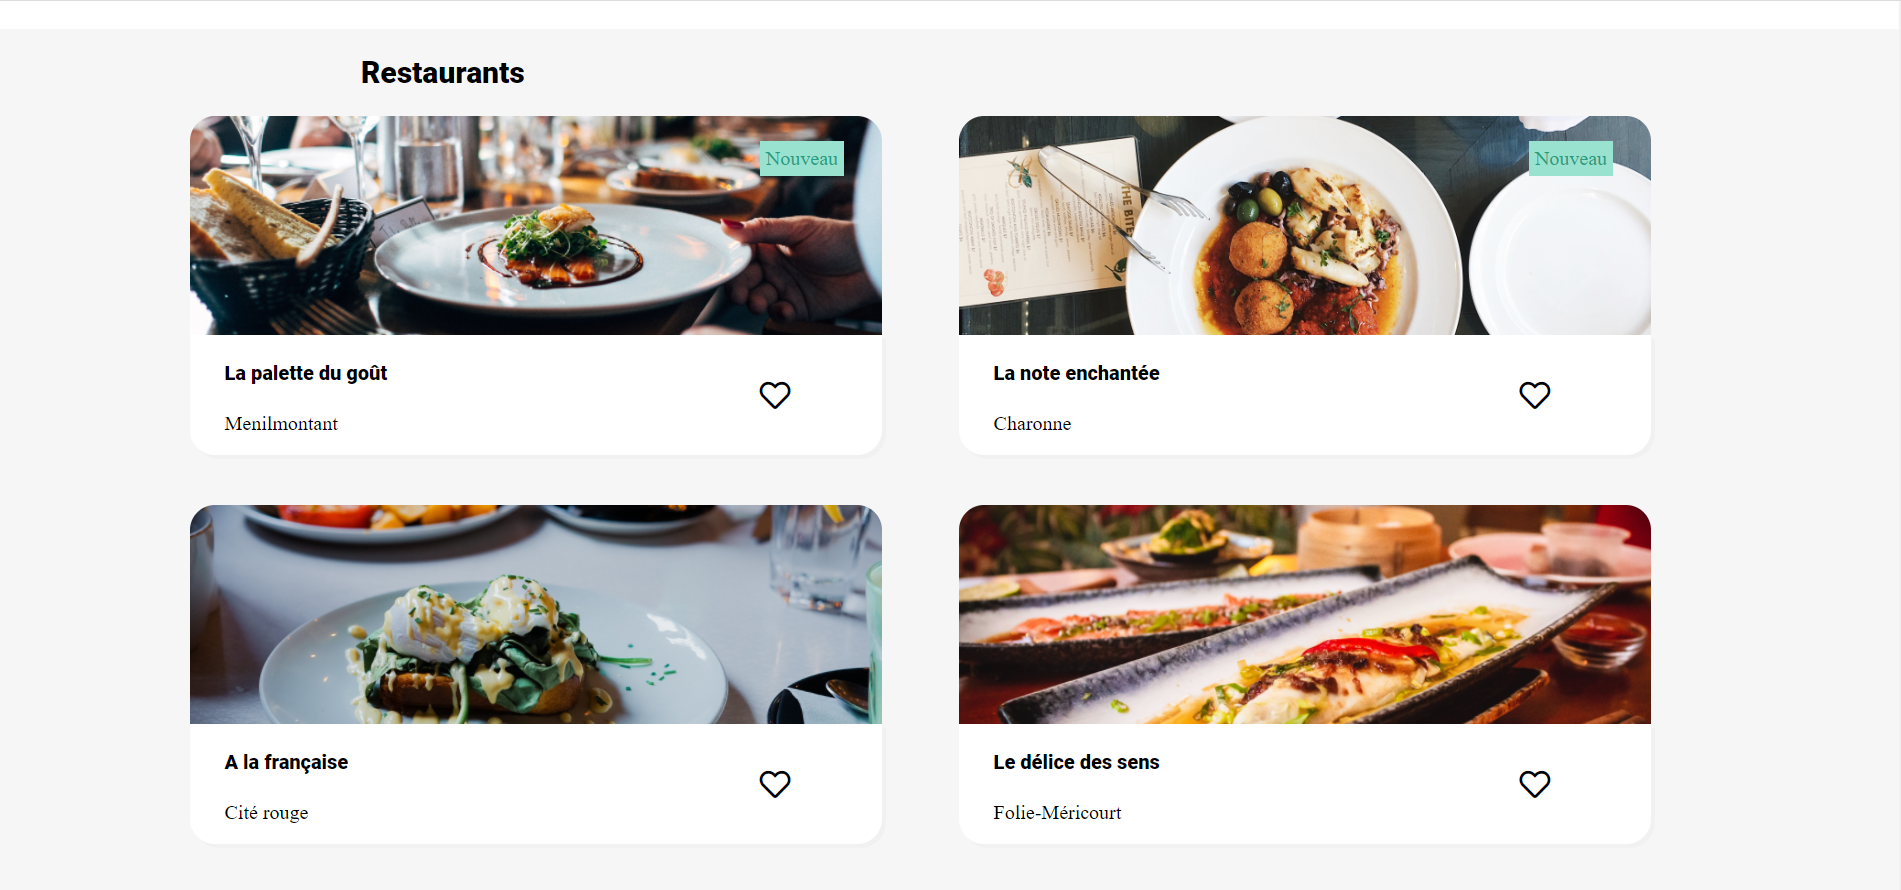 Restaurants
Nouveau
La palette du goût
Menilmontant
Nouveau
THE BITE
La note enchantée
Charonne
A la française
Cité rouge
Le délice des sens
Folie-Méricourt